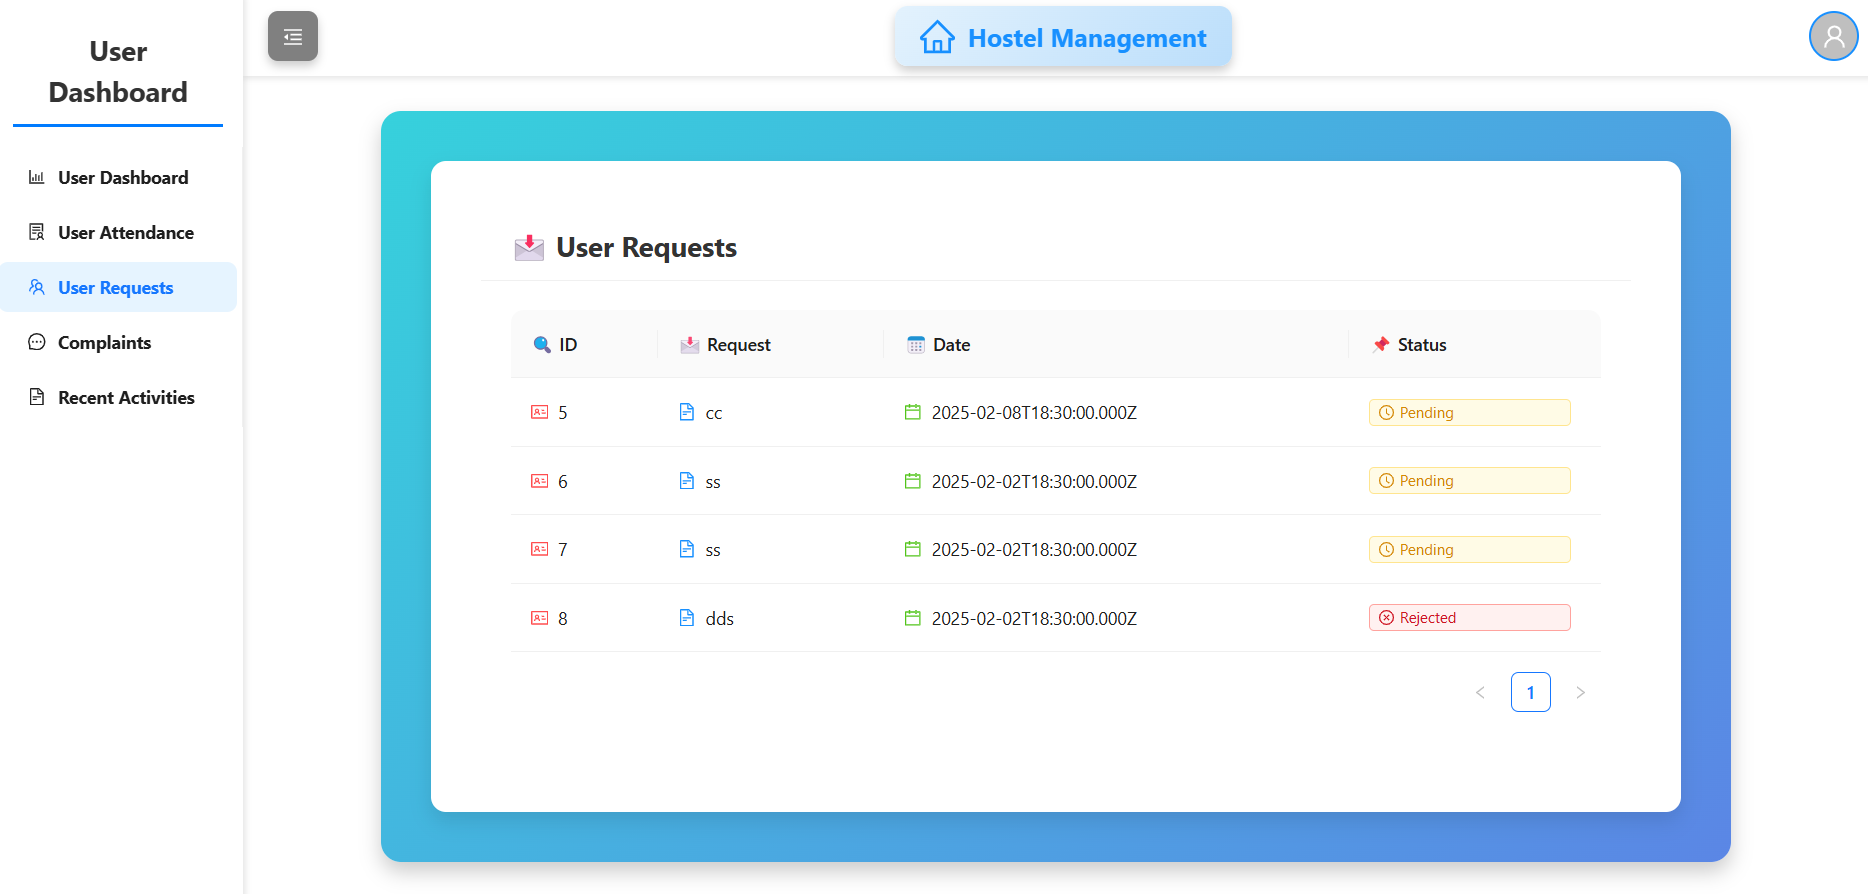 User
Dashboard
Hostel Management
User Dashboard
User Attendance
User Requests
Complaints
Recent Activities
User Requests
ID Request Date Status
5 cc 2025-02-08T18:30:00.000Z Pending
6 ss 2025-02-02T18:30:00.000Z Pending
7 ss 2025-02-02T18:30:00.000Z Pending
8 dds 2025-02-02T18:30:00.000Z Rejected
< 1 >